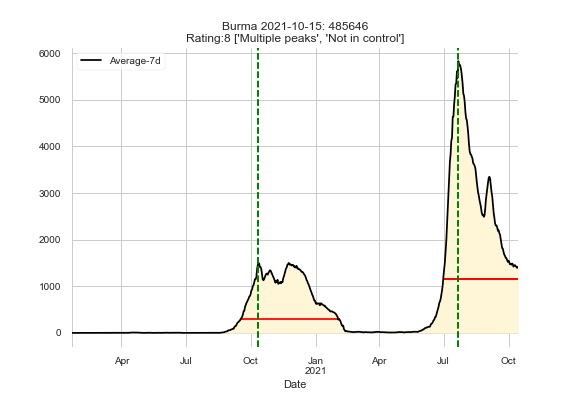 Burma 2021-10-15: 485646
Rating:8 ['Multiple peaks', 'Not in control']
Average-7d
6000
5000
4000
3000
2000
1000
0
Apr Jul Oct Jan Apr Jul Oct
2021
Date